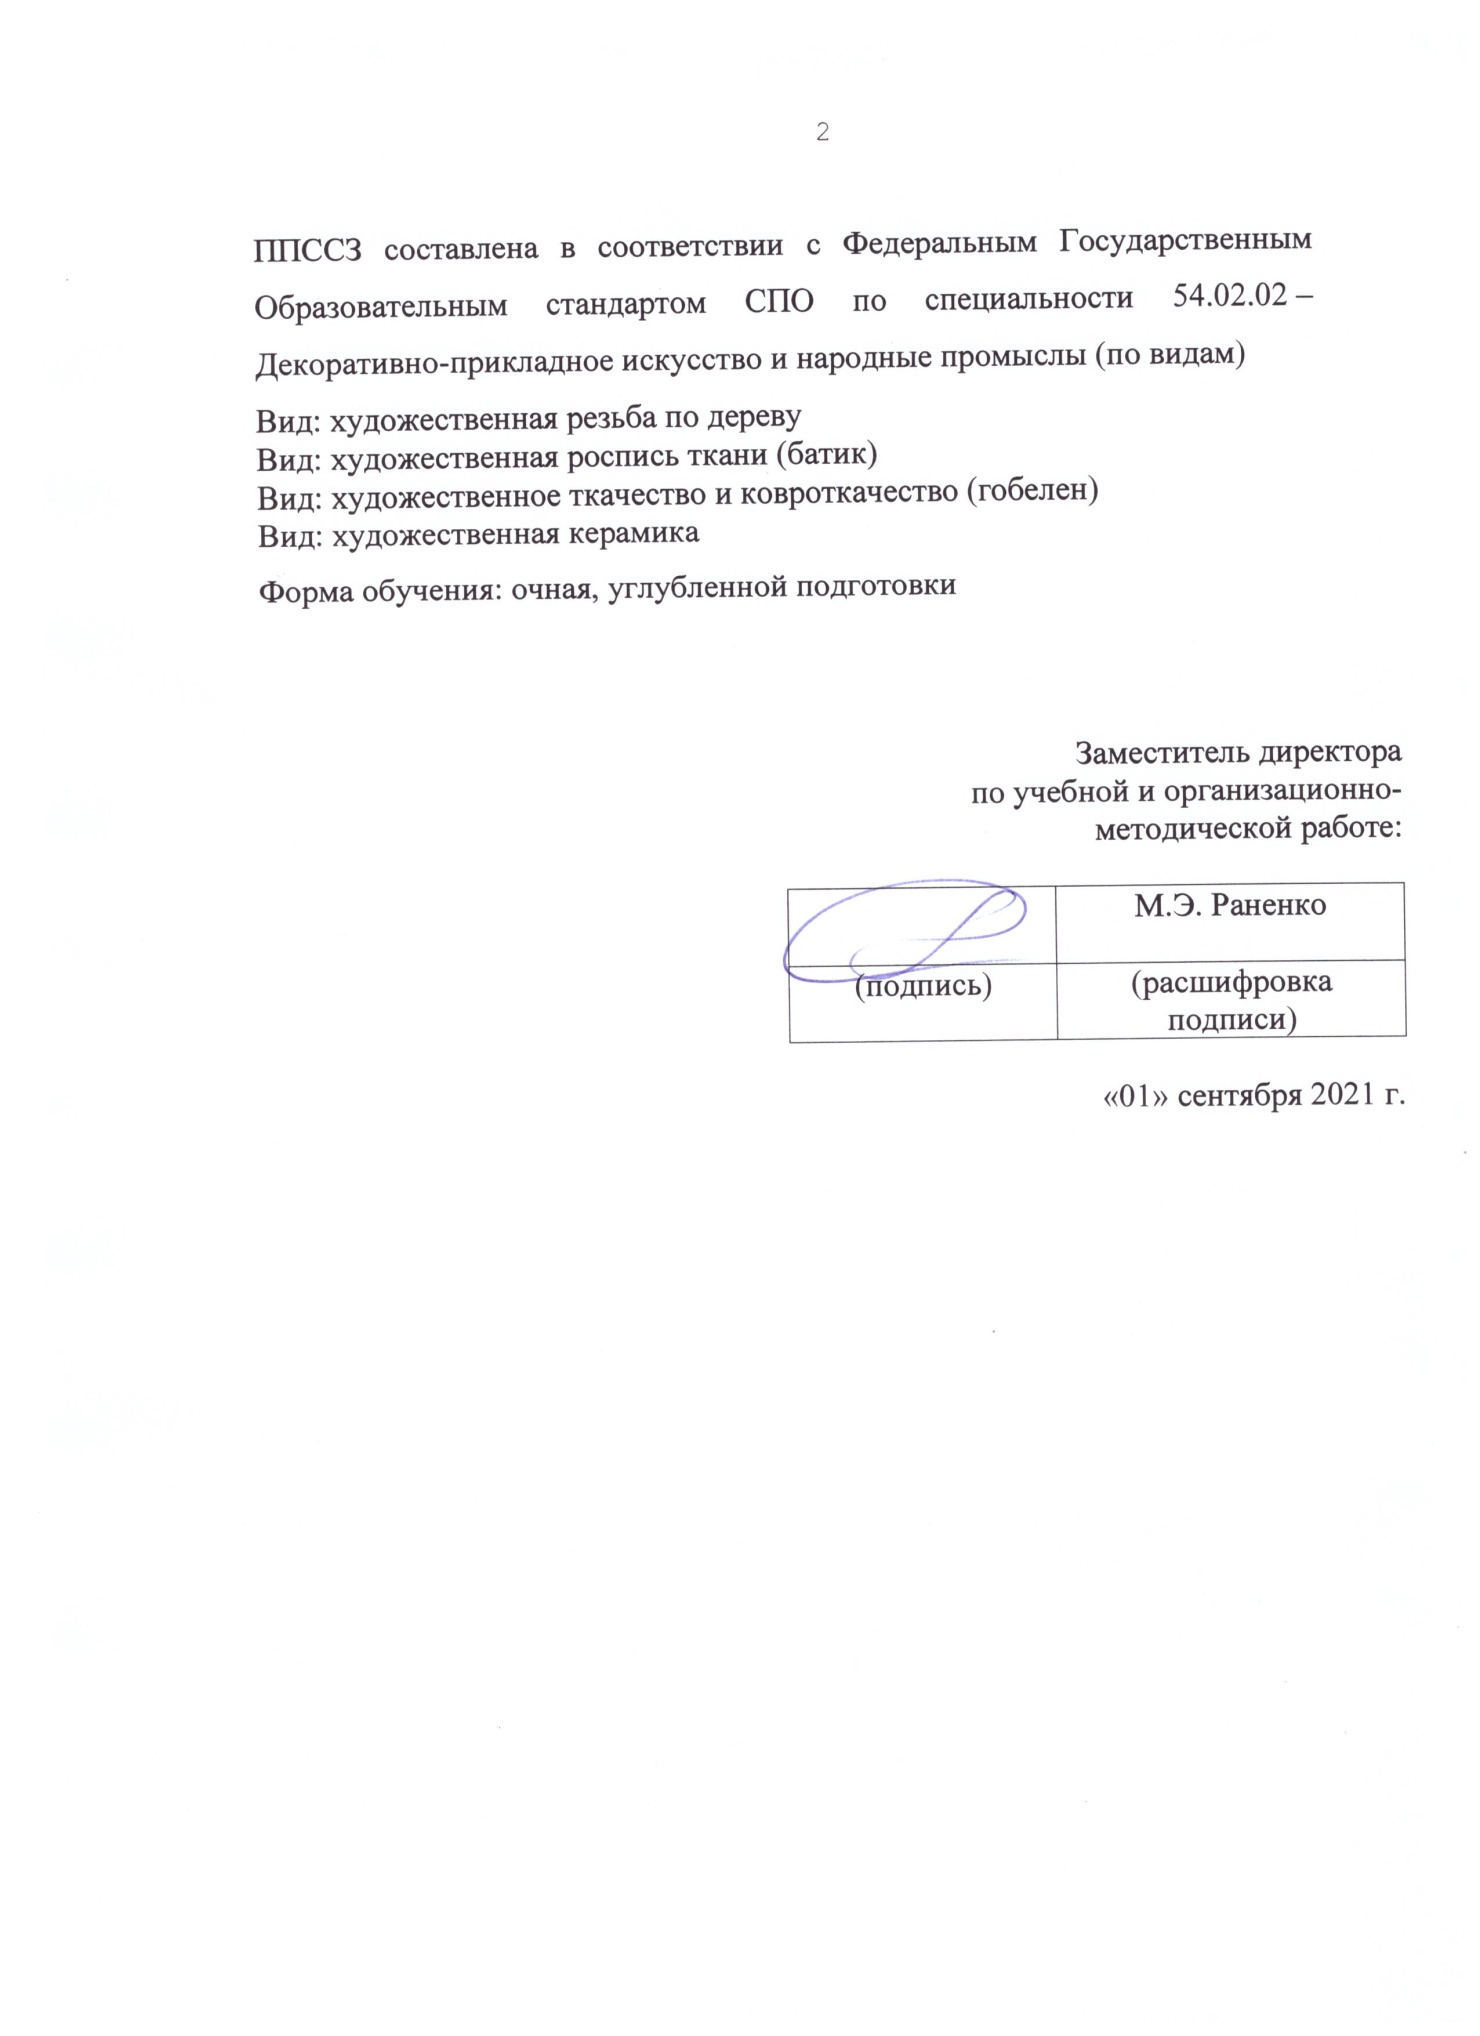 2
ППССЗ составлена в соответствии с Федеральным Государственным
Образовательным стандартом СПО по специальности 54.02.02 –
Декоративно-прикладное искусство и народные промыслы (по видам)
Вид: художественная резьба по дереву
Вид: художественная роспись ткани (батик)
Вид: художественное ткачество и ковроткачество (гобелен)
Вид: художественная керамика
Форма обучения: очная, углубленной подготовки
Заместитель директора
по учебной и организационно-
методической работе:
М.Э. Раненко
(подпись) (расшифровка
подписи)
«01» сентября 2021 г.